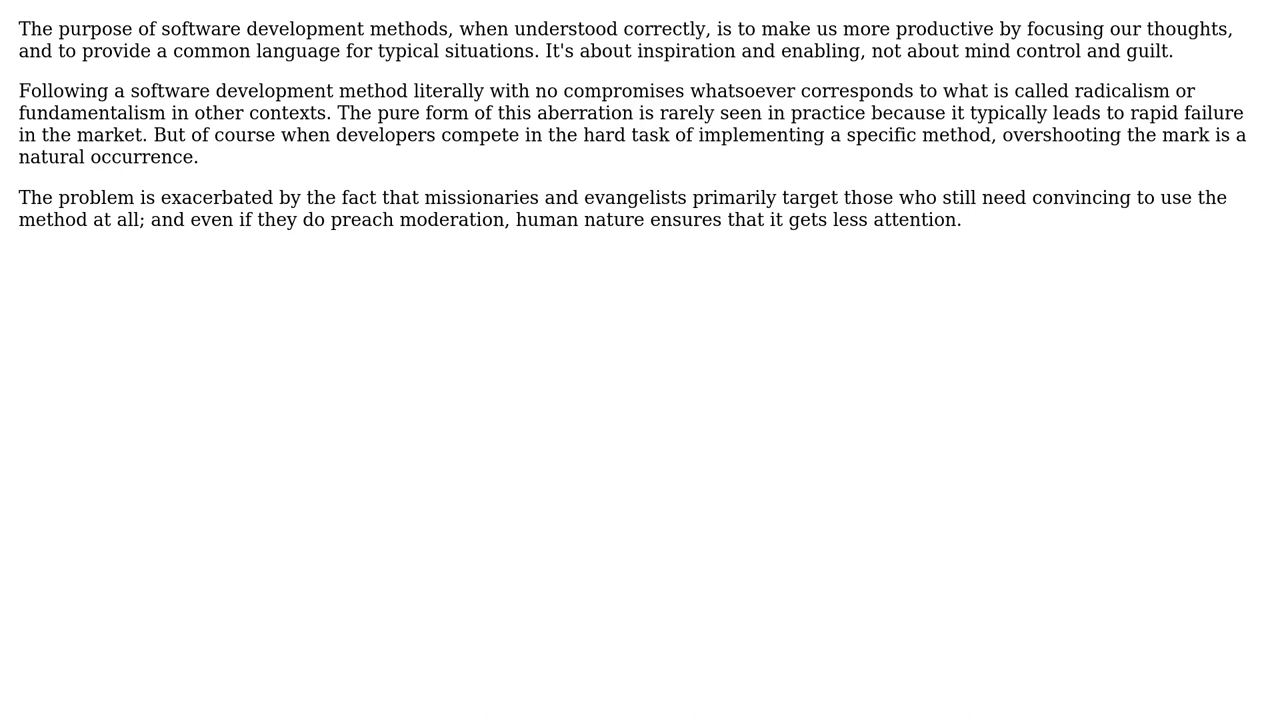 The purpose of software development methods, when understood correctly, is to make us more productive by focusing our thoughts,
and to provide a common language for typical situations. It's about inspiration and enabling, not about mind control and guilt.
Following a software development method literally with no compromises whatsoever corresponds to what is called radicalism or
fundamentalism in other contexts. The pure form of this aberration is rarely seen in practice because it typically leads to rapid failure
in the market. But of course when developers compete in the hard task of implementing a specific method, overshooting the mark is a
natural occurrence.
The problem is exacerbated by the fact that missionaries and evangelists primarily target those who still need convincing to use the
method at all; and even if they do preach moderation, human nature ensures that it gets less attention.